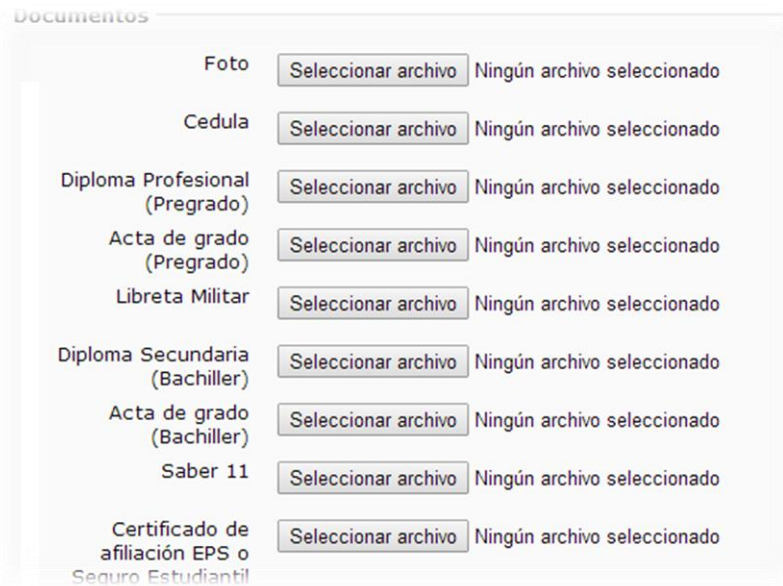 Documentos
Foto Seleccionar archivo Ningún archivo seleccionado
Cedula Seleccionar archivo Ningún archivo seleccionado
Diploma Profesional
(Pregrado) Seleccionar archivo Ningún archivo seleccionado
Acta de grado
(Pregrado) Seleccionar archivo Ningún archivo seleccionado
Libreta Militar Seleccionar archivo Ningún archivo seleccionado
Diploma Secundaria
(Bachiller) Seleccionar archivo Ningún archivo seleccionado
Acta de grado
(Bachiller) Seleccionar archivo Ningún archivo seleccionado
Saber 11 Seleccionar archivo Ningún archivo seleccionado
Certificado de
afiliación EPS o
Seguro Estudiantil Seleccionar archivo Ningún archivo seleccionado